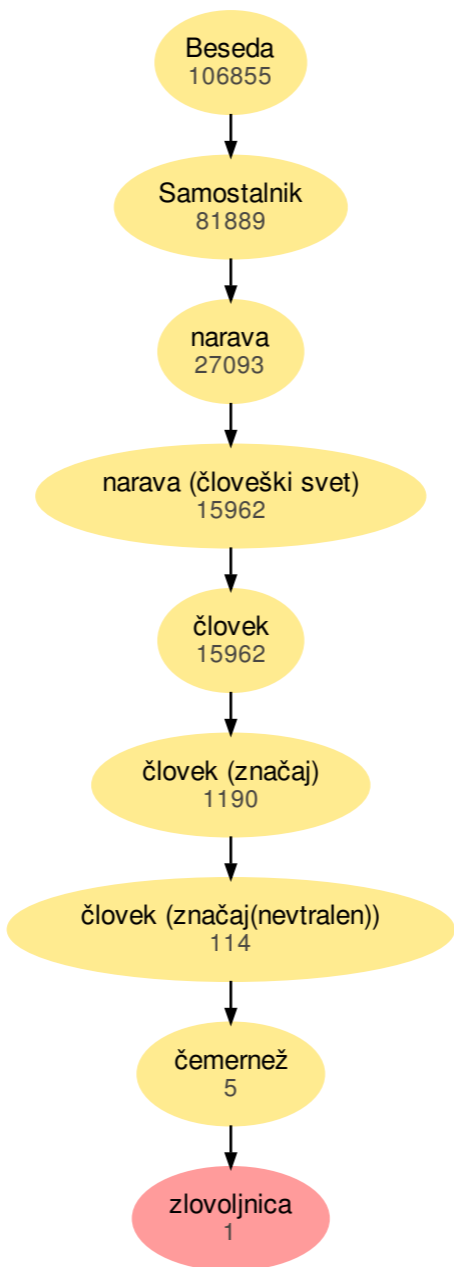 Beseda
106855
Samostalnik
81889
narava
27093
narava (človeški svet)
15962
človek
15962
človek (značaj)
1190
človek (značaj(nevtralen))
114
čemernež
5
zlovoljnica
1